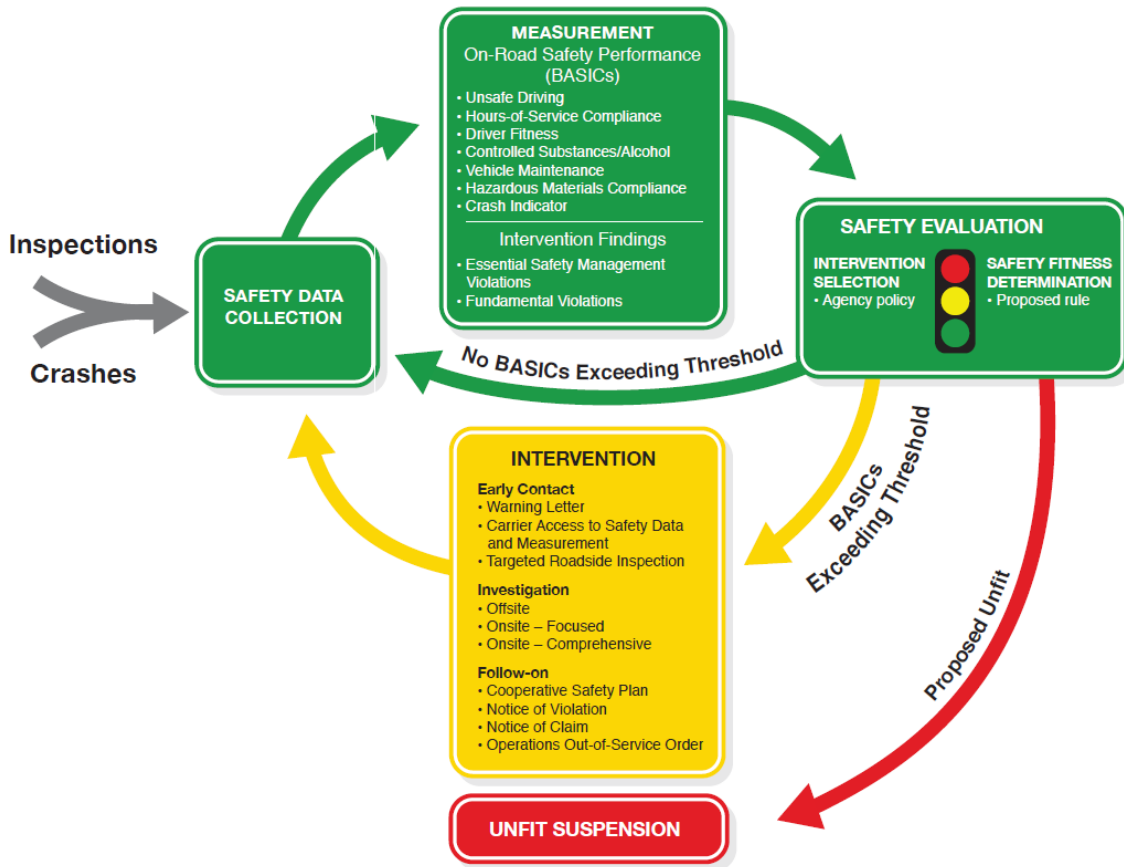 Inspections
Crashes
SAFETY DATA
COLLECTION
MEASUREMENT
On-Road Safety Performance
(BASICs)
• Unsafe Driving
• Hours-of-Service Compliance
• Driver Fitness
• Controlled Substances/Alcohol
• Vehicle Maintenance
• Hazardous Materials Compliance
• Crash Indicator
Intervention Findings
• Essential Safety Management
Violations
• Fundamental Violations
SAFETY EVALUATION
INTERVENTION
SELECTION
• Agency policy
SAFETY FITNESS
DETERMINATION
• Proposed rule
No BASICs Exceeding Threshold
BASICs
Exceeding Threshold
Proposed Unfit
INTERVENTION
Early Contact
• Warning Letter
• Carrier Access to Safety Data
and Measurement
• Targeted Roadside Inspection
Investigation
• Offsite
• Onsite – Focused
• Onsite – Comprehensive
Follow-on
• Cooperative Safety Plan
• Notice of Violation
• Notice of Claim
• Operations Out-of-Service Order
UNFIT SUSPENSION